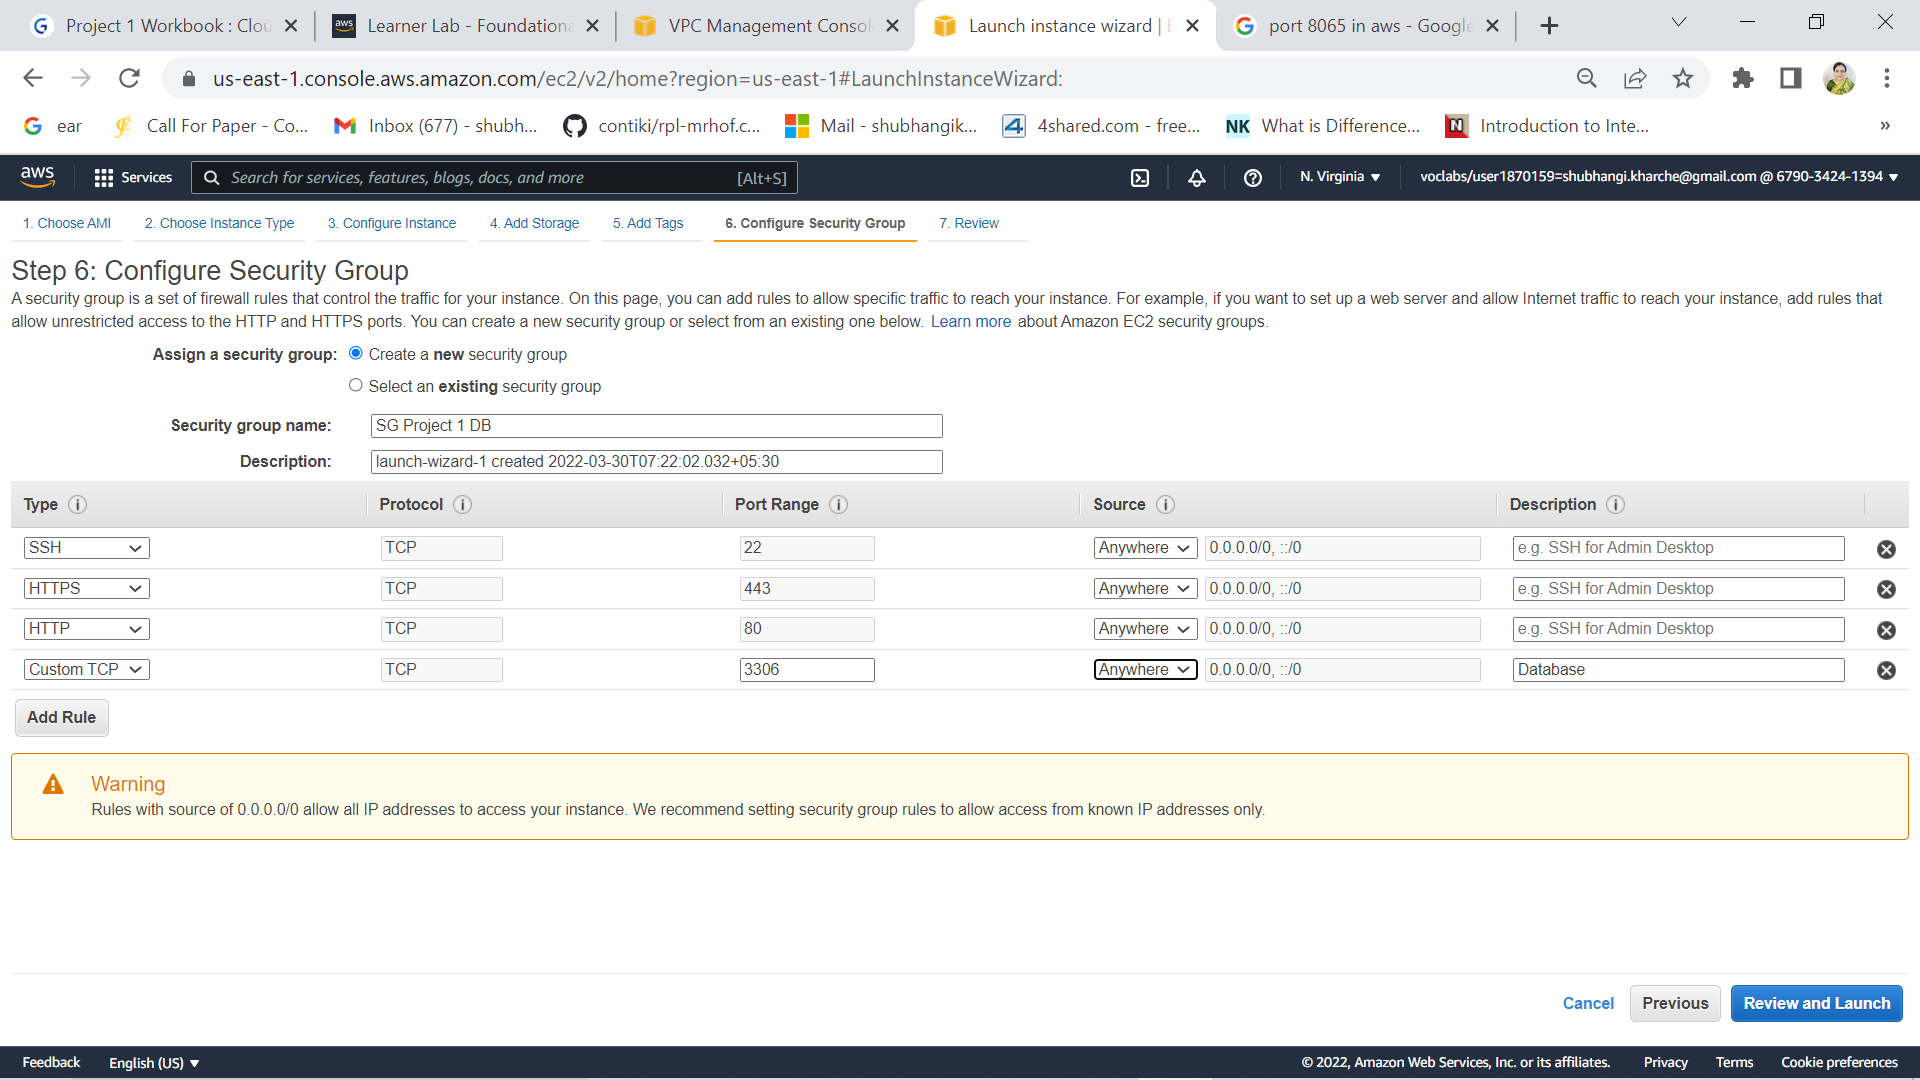 Project 1 Workbook : Clou
Learner Lab - Foundationa
VPC Management Consol
Launch instance wizard | E
port 8065 in aws - Google
us-east-1.console.aws.amazon.com/ec2/v2/home?region=us-east-1#LaunchInstanceWizard:
ear
Call For Paper - Co...
Inbox (677) - shubh...
contiki/rpl-mrhof.c...
Mail - shubhangik...
4shared.com - free...
NK What is Difference...
Introduction to Inte...
»
aws
Services
Search for services, features, blogs, docs, and more [Alt+S]
N. Virginia
voclabs/user1870159=shubhangi.kharche@gmail.com @ 6790-3424-1394
1. Choose AMI
2. Choose Instance Type
3. Configure Instance
4. Add Storage
5. Add Tags
6. Configure Security Group
7. Review
Step 6: Configure Security Group
A security group is a set of firewall rules that control the traffic for your instance. On this page, you can add rules to allow specific traffic to reach your instance. For example, if you want to set up a web server and allow Internet traffic to reach your instance, add rules that
allow unrestricted access to the HTTP and HTTPS ports. You can create a new security group or select from an existing one below. Learn more about Amazon EC2 security groups.
Assign a security group: Create a new security group
Select an existing security group
Security group name: SG Project 1 DB
Description: launch-wizard-1 created 2022-03-30T07:22:02.032+05:30
Type Protocol Port Range Source Description
SSH TCP 22 Anywhere 0.0.0.0/0, ::/0 e.g. SSH for Admin Desktop
HTTPS TCP 443 Anywhere 0.0.0.0/0, ::/0 e.g. SSH for Admin Desktop
HTTP TCP 80 Anywhere 0.0.0.0/0, ::/0 e.g. SSH for Admin Desktop
Custom TCP TCP 3306 Anywhere 0.0.0.0/0, ::/0 Database
Add Rule
Warning
Rules with source of 0.0.0.0/0 allow all IP addresses to access your instance. We recommend setting security group rules to allow access from known IP addresses only.
Cancel Previous Review and Launch
Feedback English (US)
© 2022, Amazon Web Services, Inc. or its affiliates. Privacy Terms Cookie preferences